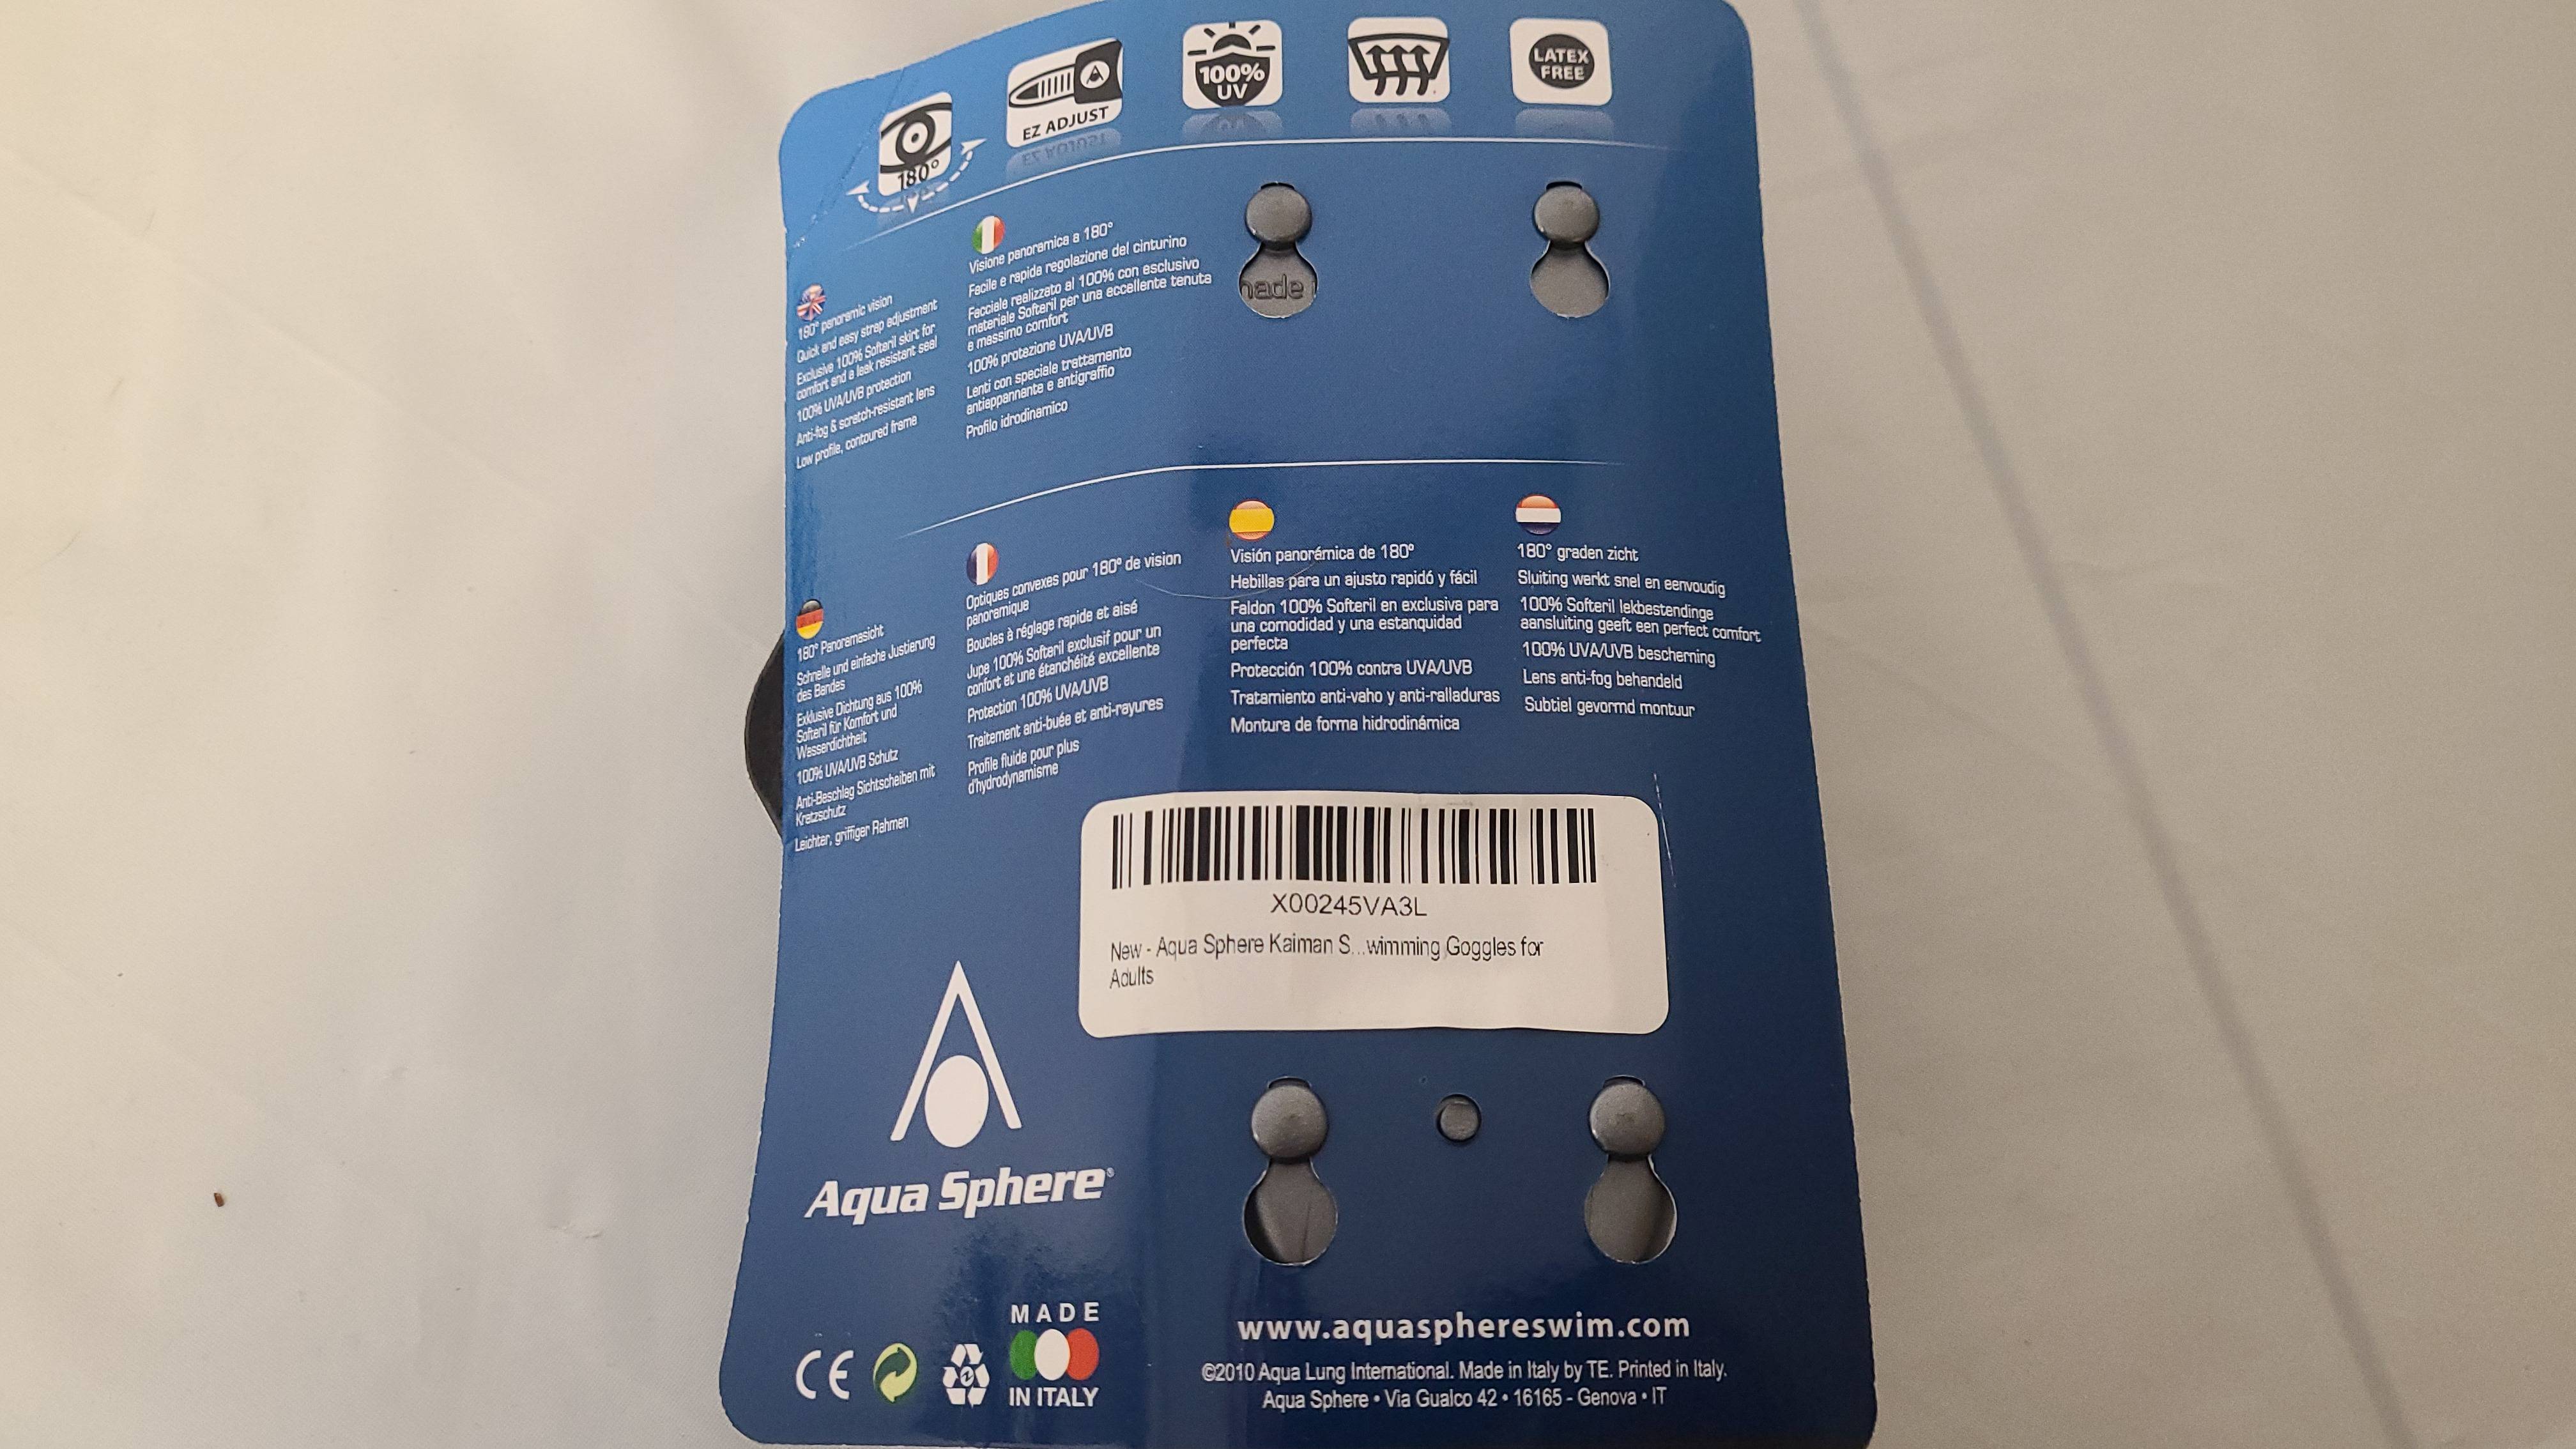 180°
EZ ADJUST
100%
UV
LATEX
FREE
180° panoramic vision
Quick and easy strap adjustment
Exclusive 100% Softeril skirt for
comfort and a leak resistant seal
100% UVA/UVB protection
Anti-fog & scratch-resistant lens
Low profile, contoured frame
Visione panoramica a 180°
Facile e rapida regolazione del cinturino
Facciale realizzato al 100% con esclusivo
materiale Softeril per una eccellente tenuta
e massimo comfort
100% protezione UVA/UVB
Lenti con speciale trattamento
antiappannante e antigraffio
Profilo idrodinamico
180° Panoramasicht
Schnelle und einfache Justierung
des Bandes
Exklusive Dichtung aus 100%
Softeril für Komfort und
Wasserdichtheit
100% UVA/UVB Schutz
Anti-Beschlag Sichtscheiben mit
Kratzschutz
Leichter, griffiger Rahmen
Optiques convexes pour 180° de vision
panoramique
Boucles à réglage rapide et aisé
Jupe 100% Softeril exclusif pour un
confort et une étanchéité excellente
Protection 100% UVA/UVB
Traitement anti-buée et anti-rayures
Profile fluide pour plus
d'hydrodynamisme
Visión panorámica de 180º
Hebillas para un ajusto rapidó y fácil
Faldon 100% Softeril en exclusiva para
una comodidad y una estanquidad
perfecta
Protección 100% contra UVA/UVB
Tratamiento anti-vaho y anti-ralladuras
Montura de forma hidrodinámica
180° graden zicht
Sluiting werkt snel en eenvoudig
100% Softeril lekbestendinge
aansluiting geeft een perfect comfort
100% UVA/UVB bescherning
Lens anti-fog behandeld
Subtiel gevormd montuur
X00245VA3L
New - Aqua Sphere Kaiman S...wimming Goggles for
Adults
Aqua Sphere®
CE
MADE
IN ITALY
www.aquasphereswim.com
©2010 Aqua Lung International. Made in Italy by TE. Printed in Italy.
Aqua Sphere • Via Gualco 42 • 16165 - Genova • IT